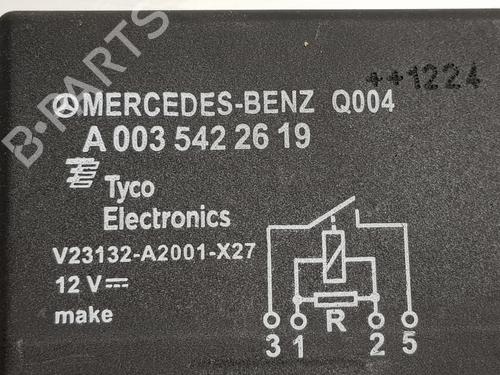 ++1224
MERCEDES-BENZ Q004
A 003 542 26 19
Tyco
Electronics
V23132-A2001-X27
12 V
make
R
3 1 2 5
B-PARTS